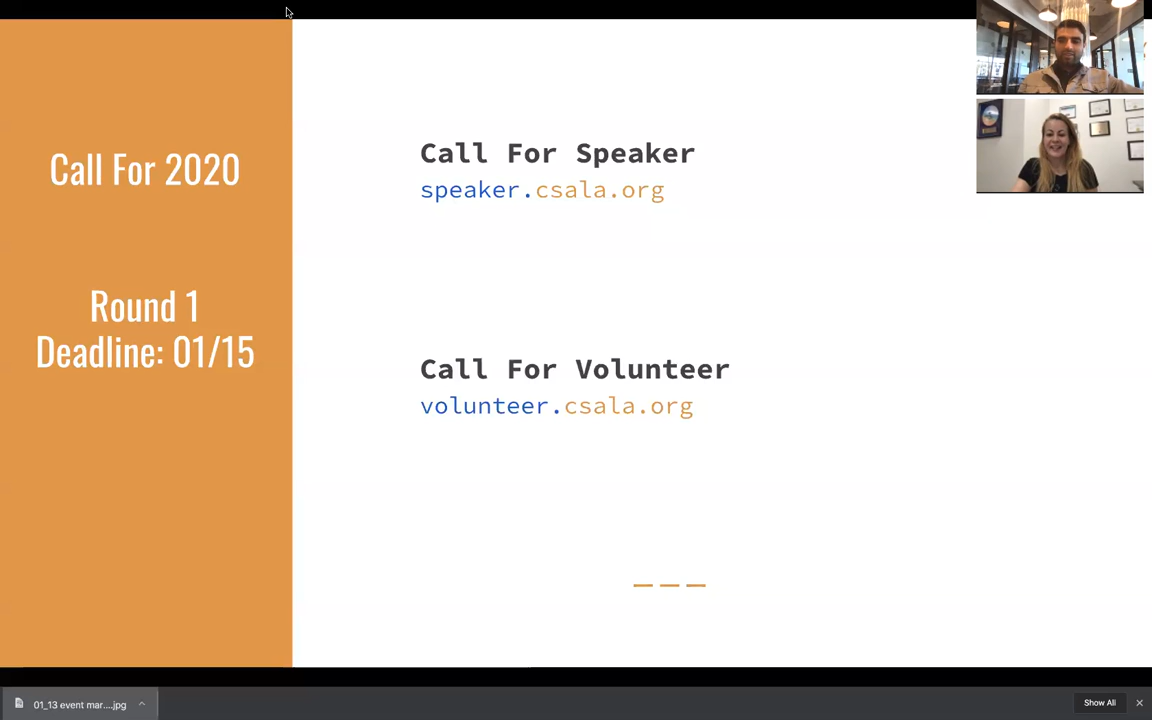 Call For 2020
Round 1
Deadline: 01/15
Call For Speaker
speaker.csala.org
Call For Volunteer
volunteer.csala.org
01_13 event mar....jpg
Show All